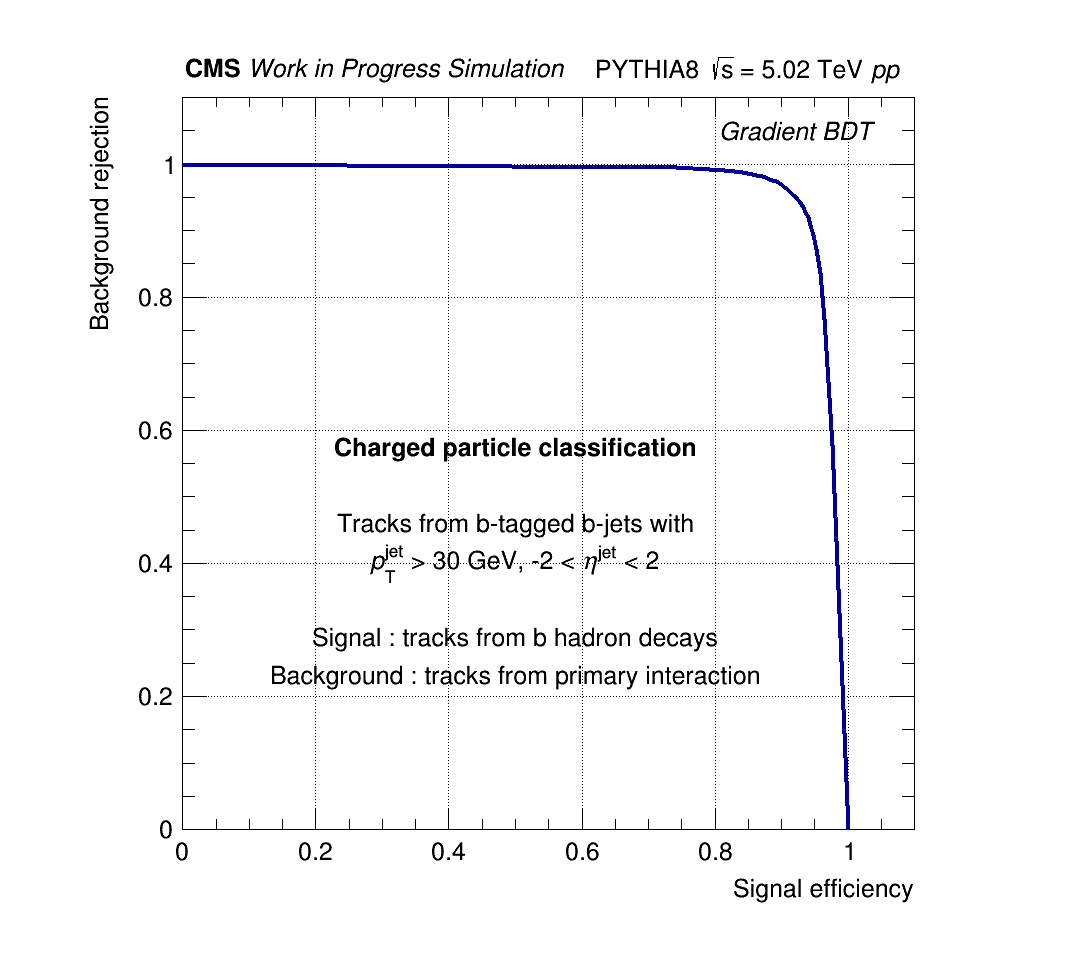 CMS Work in Progress Simulation PYTHIA8 √s = 5.02 TeV pp
Gradient BDT
Background rejection
1
0.8
0.6
0.4
0.2
0
Charged particle classification
Tracks from b-tagged b-jets with
p_T^jet > 30 GeV, -2 < η^jet < 2
Signal : tracks from b hadron decays
Background : tracks from primary interaction
0 0.2 0.4 0.6 0.8 1
Signal efficiency